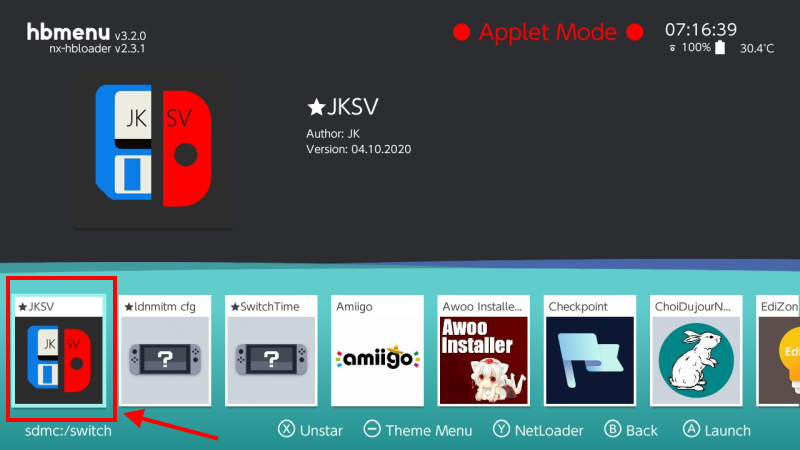 hbmenu v3.2.0
nx-hbloader v2.3.1
Applet Mode
07:16:39
100%
30.4°C
JK SV
★JKSV
Author: JK
Version: 04.10.2020
★JKSV
★ldnmitm cfg
★SwitchTime
Amiigo
Awoo Installe...
Checkpoint
ChoiDujourN...
EdiZon
JK SV
?
?
amiigo
Awoo
Installer
Edi
sdmc:/switch
X Unstar
Theme Menu
Y NetLoader
B Back
A Launch